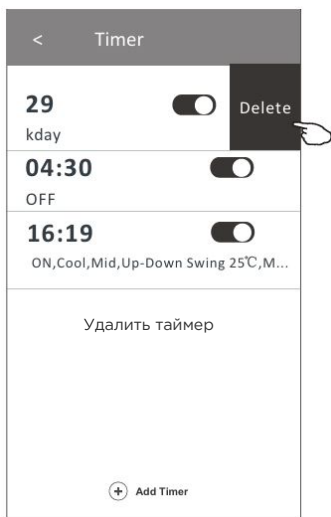 < Timer
29
kday
Delete
04:30
OFF
16:19
ON,Cool,Mid,Up-Down Swing 25℃,M...
Удалить таймер
Add Timer